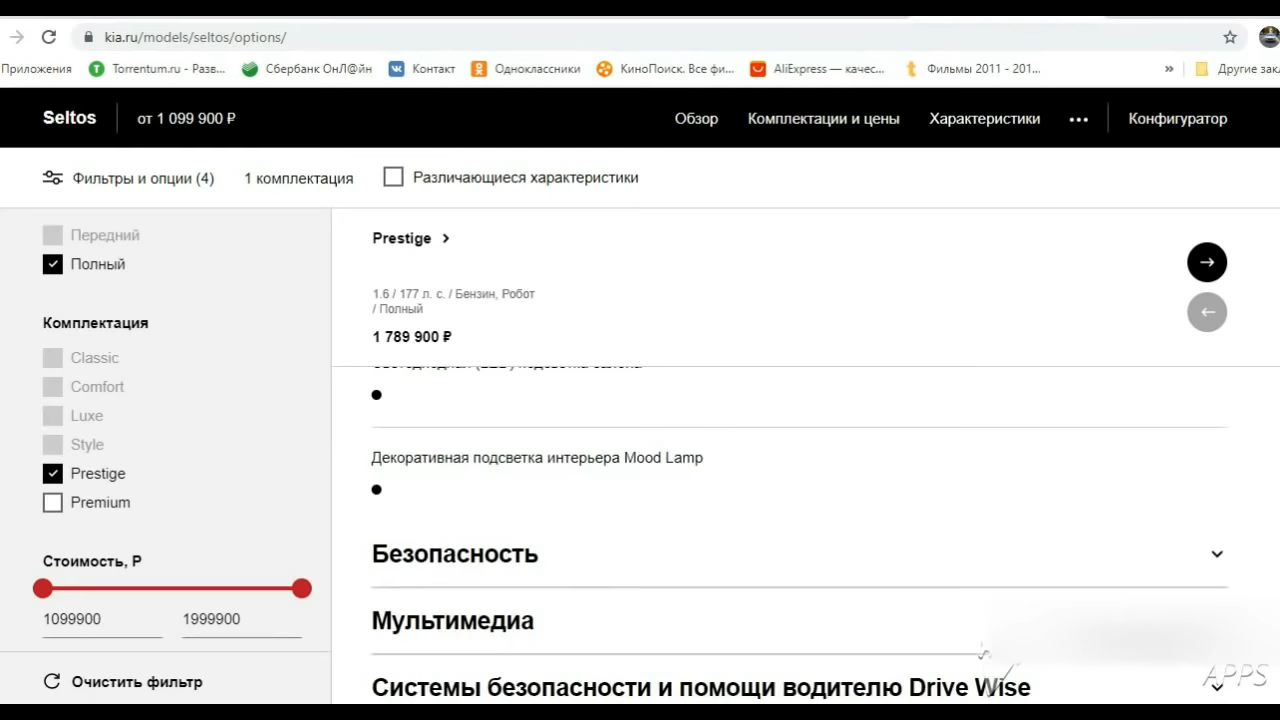 kia.ru/models/seltos/options/
Приложения Torrentum.ru - Разв... Сбербанк ОнЛ@йн Контакт Одноклассники КиноПоиск. Все фи... AliExpress — качес... Фильмы 2011 - 201... » Другие зак
Seltos от 1 099 900 ₽ Обзор Комплектации и цены Характеристики ••• Конфигуратор
Фильтры и опции (4) 1 комплектация Различающиеся характеристики
Передний
Полный
Комплектация
Classic
Comfort
Luxe
Style
Prestige
Premium
Стоимость, Р
1099900 1999900
Очистить фильтр
Prestige
1.6 / 177 л. с. / Бензин, Робот
/ Полный
1 789 900 ₽
Декоративная подсветка интерьера Mood Lamp
Безопасность
Мультимедиа
Системы безопасности и помощи водителю Drive Wise
APPS